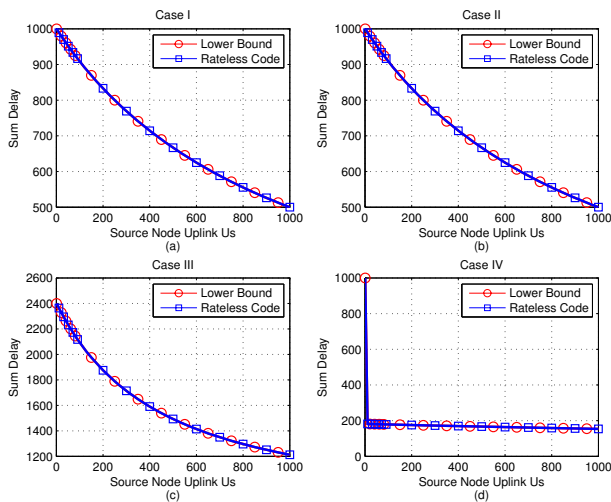 Case I
1000
900
800
700
600
500
Sum Delay
Lower Bound
Rateless Code
0 200 400 600 800 1000
Source Node Uplink Us
(a)
Case II
1000
900
800
700
600
500
Sum Delay
Lower Bound
Rateless Code
0 200 400 600 800 1000
Source Node Uplink Us
(b)
Case III
2600
2400
2200
2000
1800
1600
1400
1200
Sum Delay
Lower Bound
Rateless Code
0 200 400 600 800 1000
Source Node Uplink Us
(c)
Case IV
1000
800
600
400
200
0
Sum Delay
Lower Bound
Rateless Code
0 200 400 600 800 1000
Source Node Uplink Us
(d)